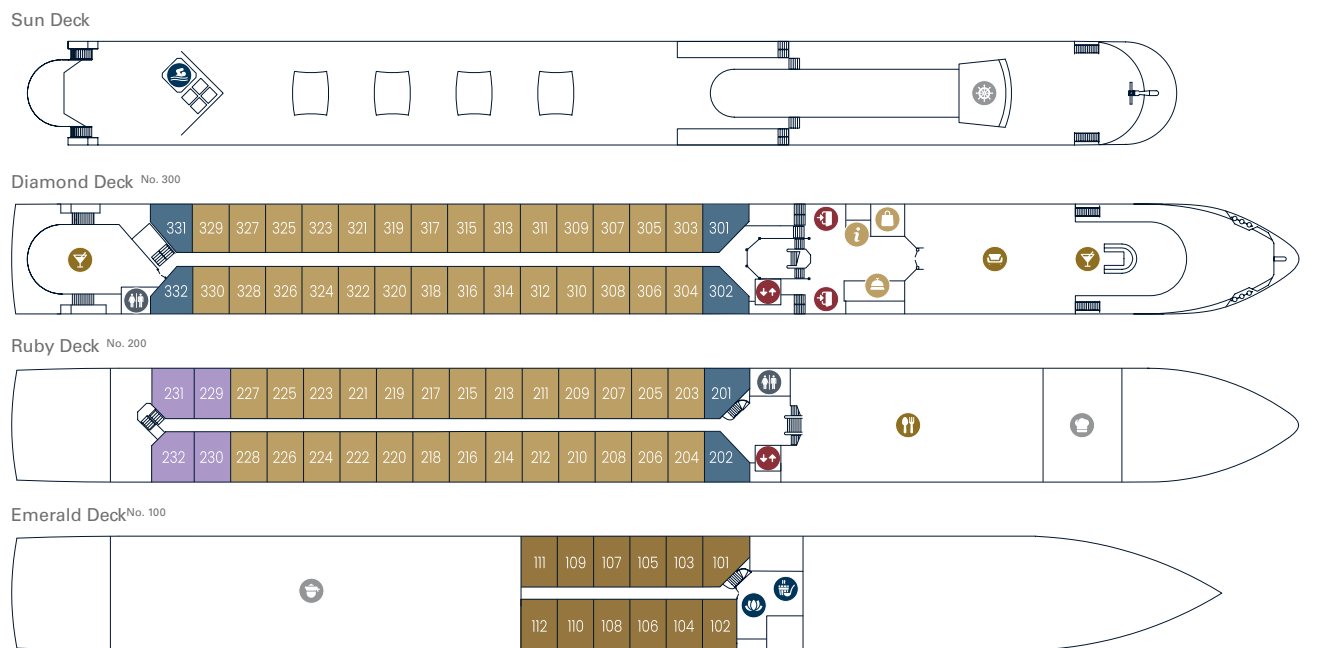 Sun Deck
Diamond Deck No. 300
331 329 327 325 323 321 319 317 315 313 311 309 307 305 303 301
i
332 330 328 326 324 322 320 318 316 314 312 310 308 306 304 302
Ruby Deck No. 200
231 229 227 225 223 221 219 217 215 213 211 209 207 205 203 201
232 230 228 226 224 222 220 218 216 214 212 210 208 206 204 202
Emerald Deck No. 100
111 109 107 105 103 101
112 110 108 106 104 102